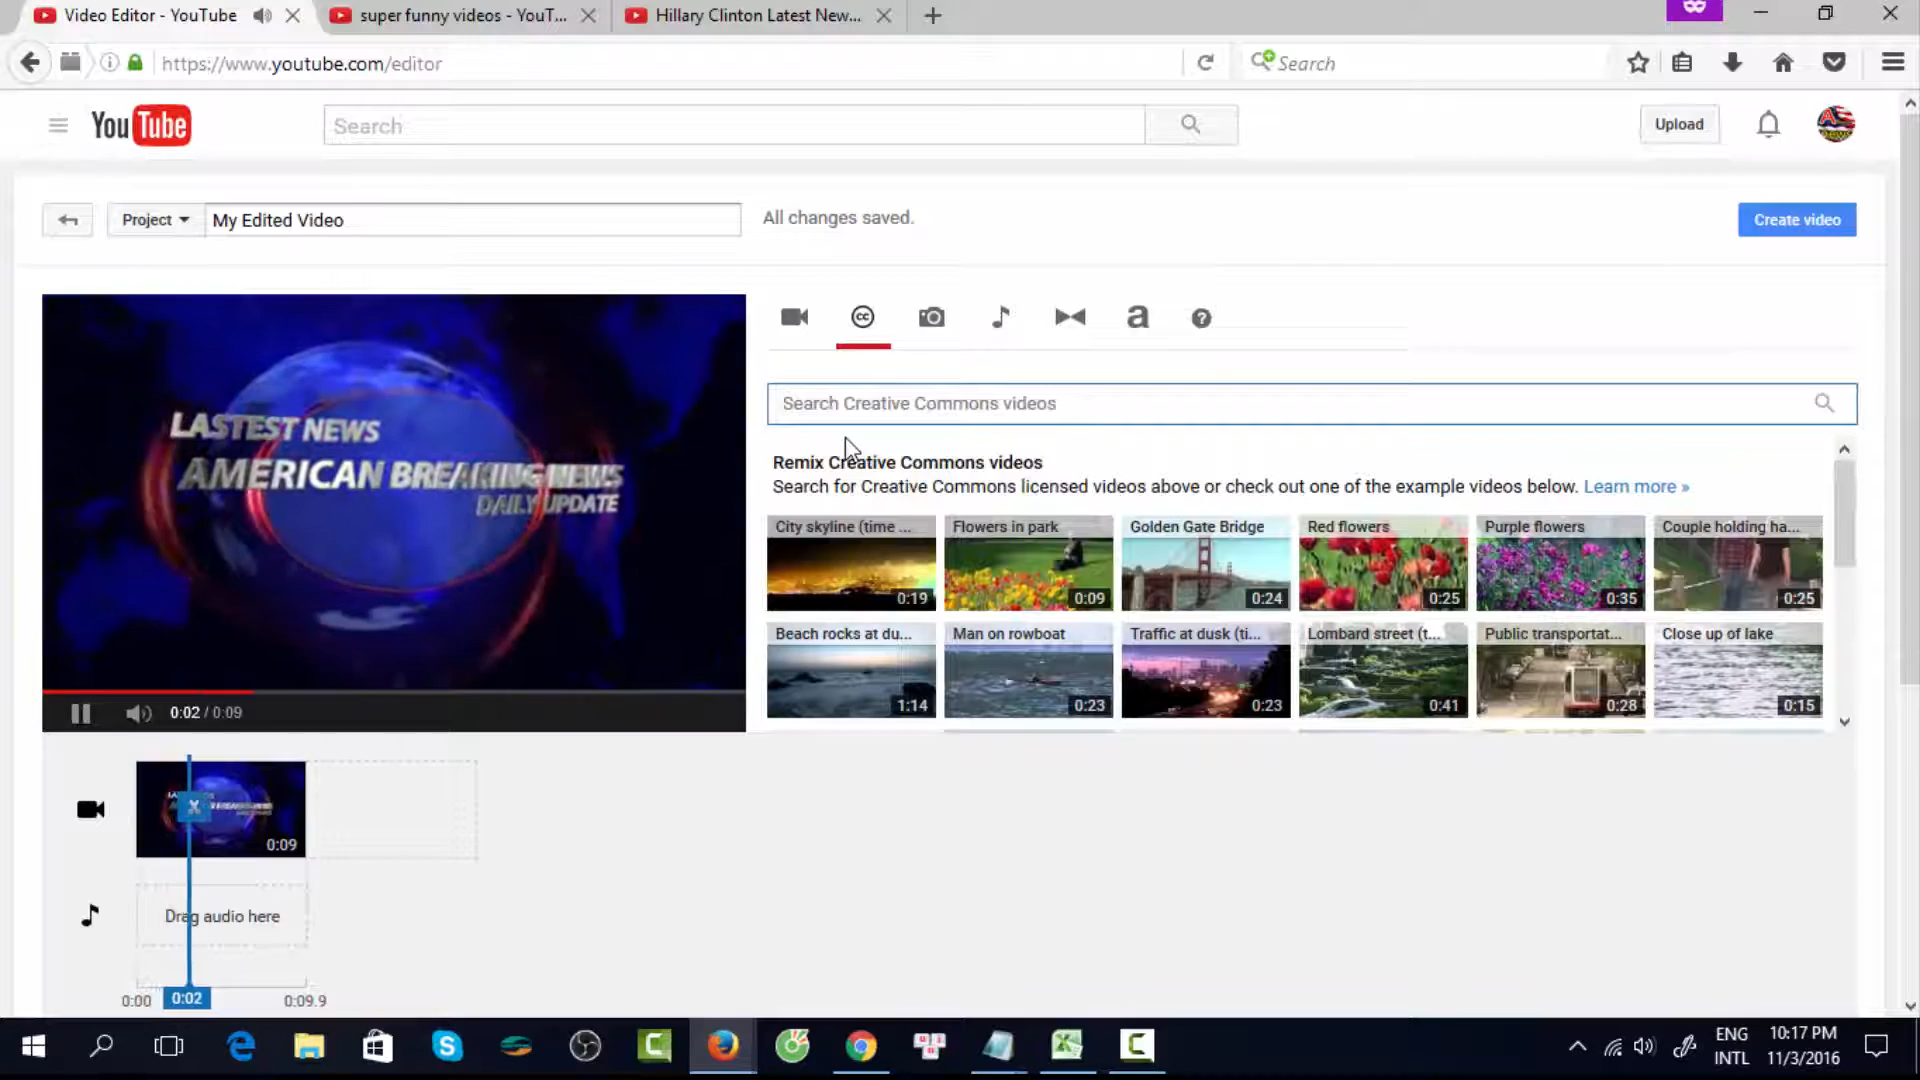 Video Editor - YouTube
super funny videos - YouT...
Hillary Clinton Latest New...
https://www.youtube.com/editor
Search
YouTube
Search
Upload
Project
My Edited Video
All changes saved.
Create video
LASTEST NEWS
AMERICAN BREAKING NEWS
DAILY UPDATE
0:02 / 0:09
cc
a
?
Search Creative Commons videos
Remix Creative Commons videos
Search for Creative Commons licensed videos above or check out one of the example videos below. Learn more »
City skyline (time ...
0:19
Flowers in park
0:09
Golden Gate Bridge
0:24
Red flowers
0:25
Purple flowers
0:35
Couple holding ha...
0:25
Beach rocks at du...
1:14
Man on rowboat
0:23
Traffic at dusk (ti...
0:23
Lombard street (t...
0:41
Public transportat...
0:28
Close up of lake
0:15
0:09
Drag audio here
0:00
0:02
0:09.9
ENG
INTL
10:17 PM
11/3/2016